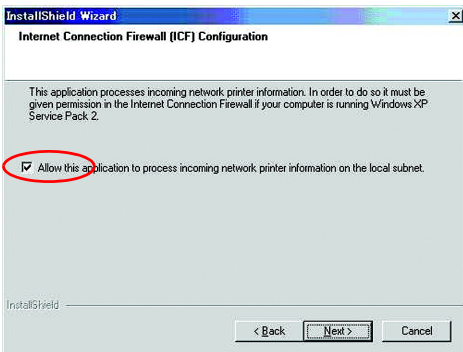 InstallShield Wizard
Internet Connection Firewall (ICF) Configuration
This application processes incoming network printer information. In order to do so it must be
given permission in the Internet Connection Firewall if your computer is running Windows XP
Service Pack 2.
Allow this application to process incoming network printer information on the local subnet.
InstallShield
< Back
Next >
Cancel